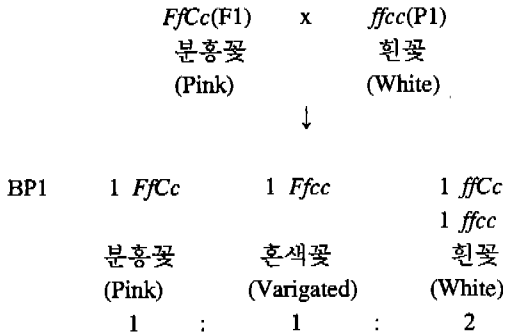 FfCc(F1) x ffcc(P1)
분홍꽃 흰꽃
(Pink) (White)
↓
BP1 1 FfCc 1 Ffcc 1 ffCc
1 ffcc
분홍꽃 혼색꽃 흰꽃
(Pink) (Varigated) (White)
1 : 1 : 2